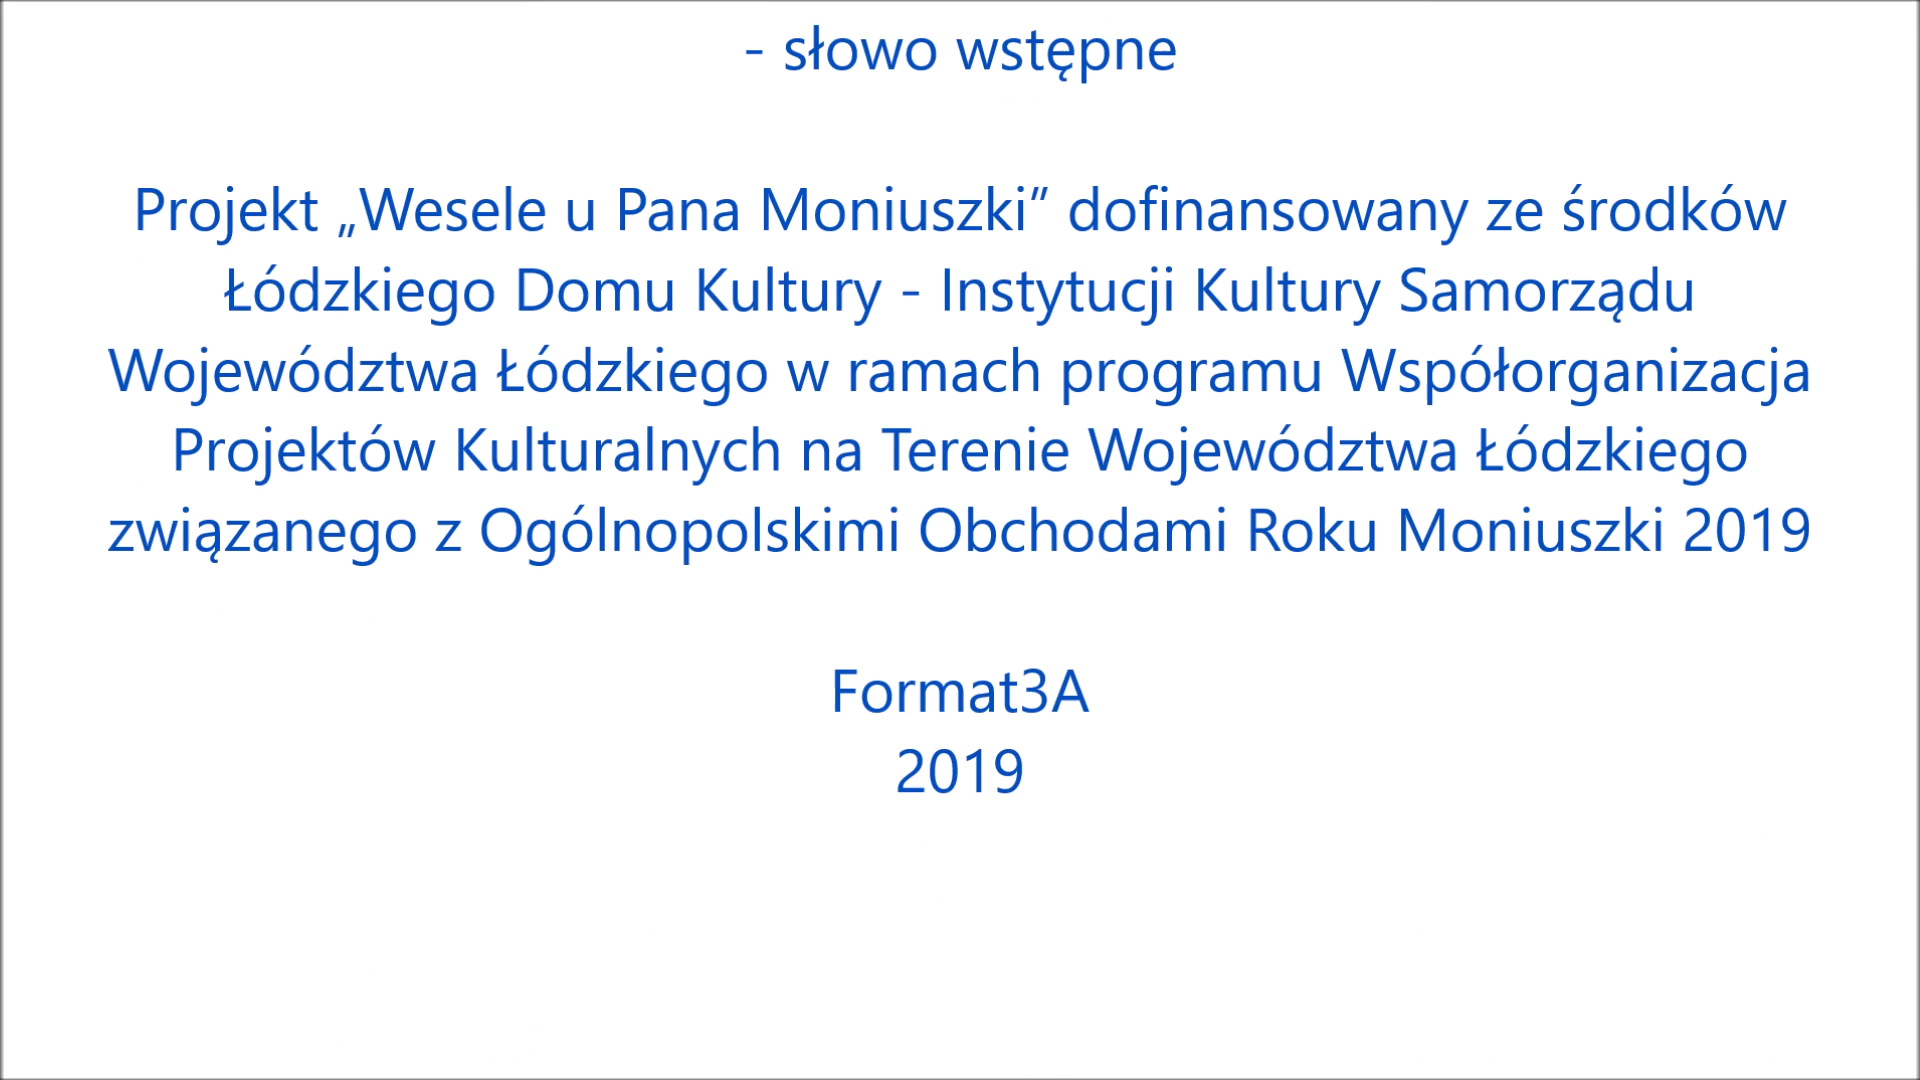 - słowo wstępne
Projekt „Wesele u Pana Moniuszki” dofinansowany ze środków
Łódzkiego Domu Kultury - Instytucji Kultury Samorządu
Województwa Łódzkiego w ramach programu Współorganizacja
Projektów Kulturalnych na Terenie Województwa Łódzkiego
związanego z Ogólnopolskimi Obchodami Roku Moniuszki 2019
Format3A
2019